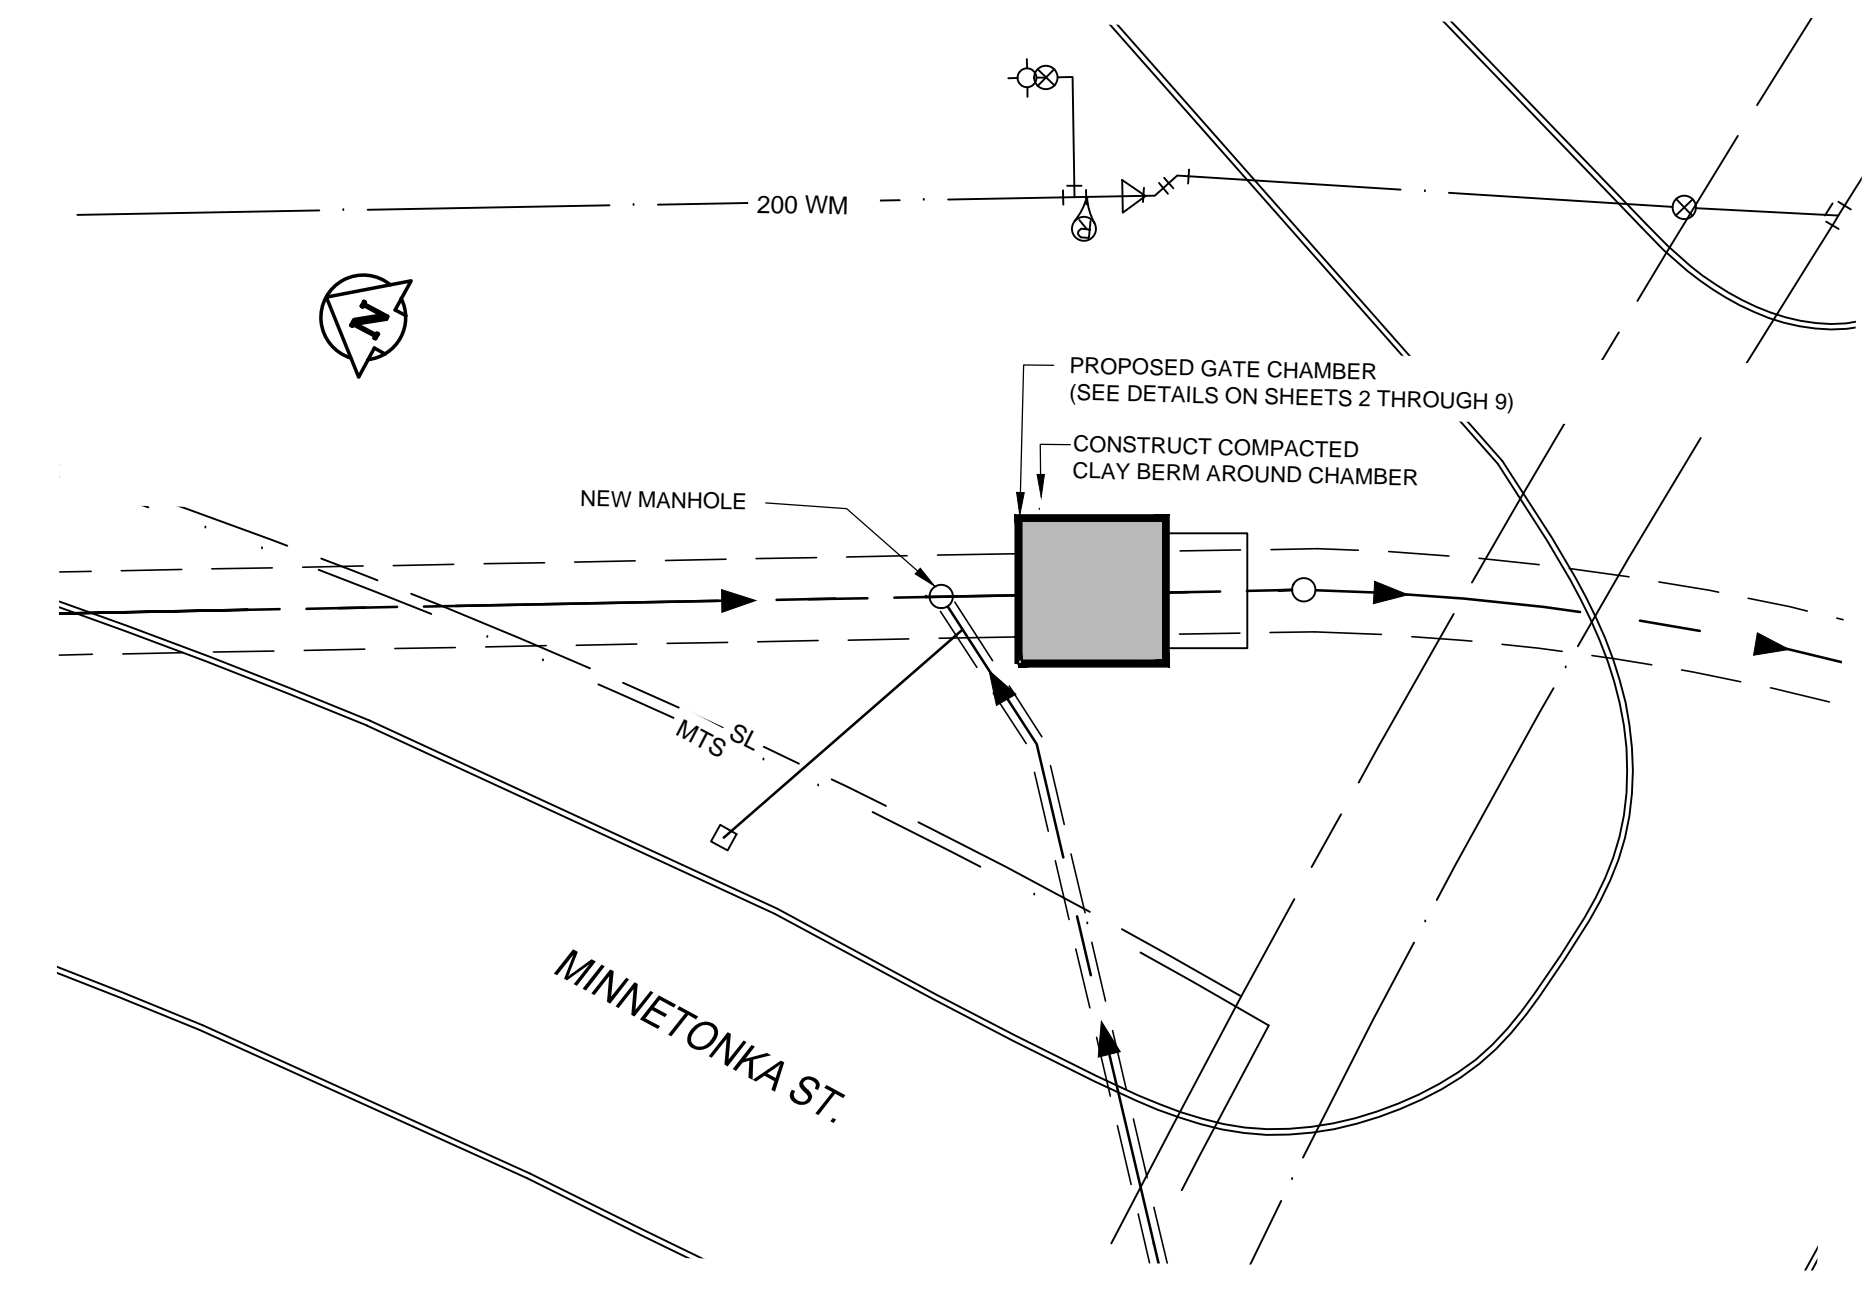 200 WM
N
PROPOSED GATE CHAMBER
(SEE DETAILS ON SHEETS 2 THROUGH 9)
CONSTRUCT COMPACTED
CLAY BERM AROUND CHAMBER
NEW MANHOLE
SL
MTS
MINNETONKA ST.